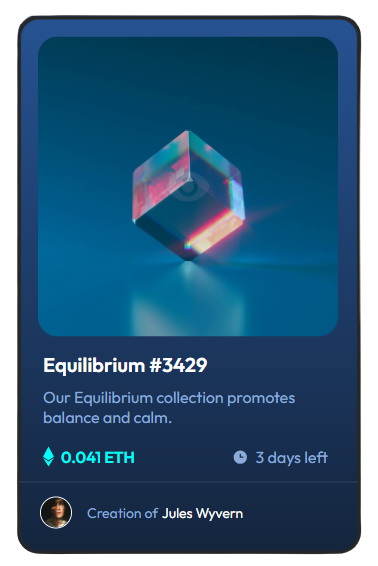 Equilibrium #3429
Our Equilibrium collection promotes
balance and calm.
0.041 ETH
3 days left
Creation of Jules Wyvern